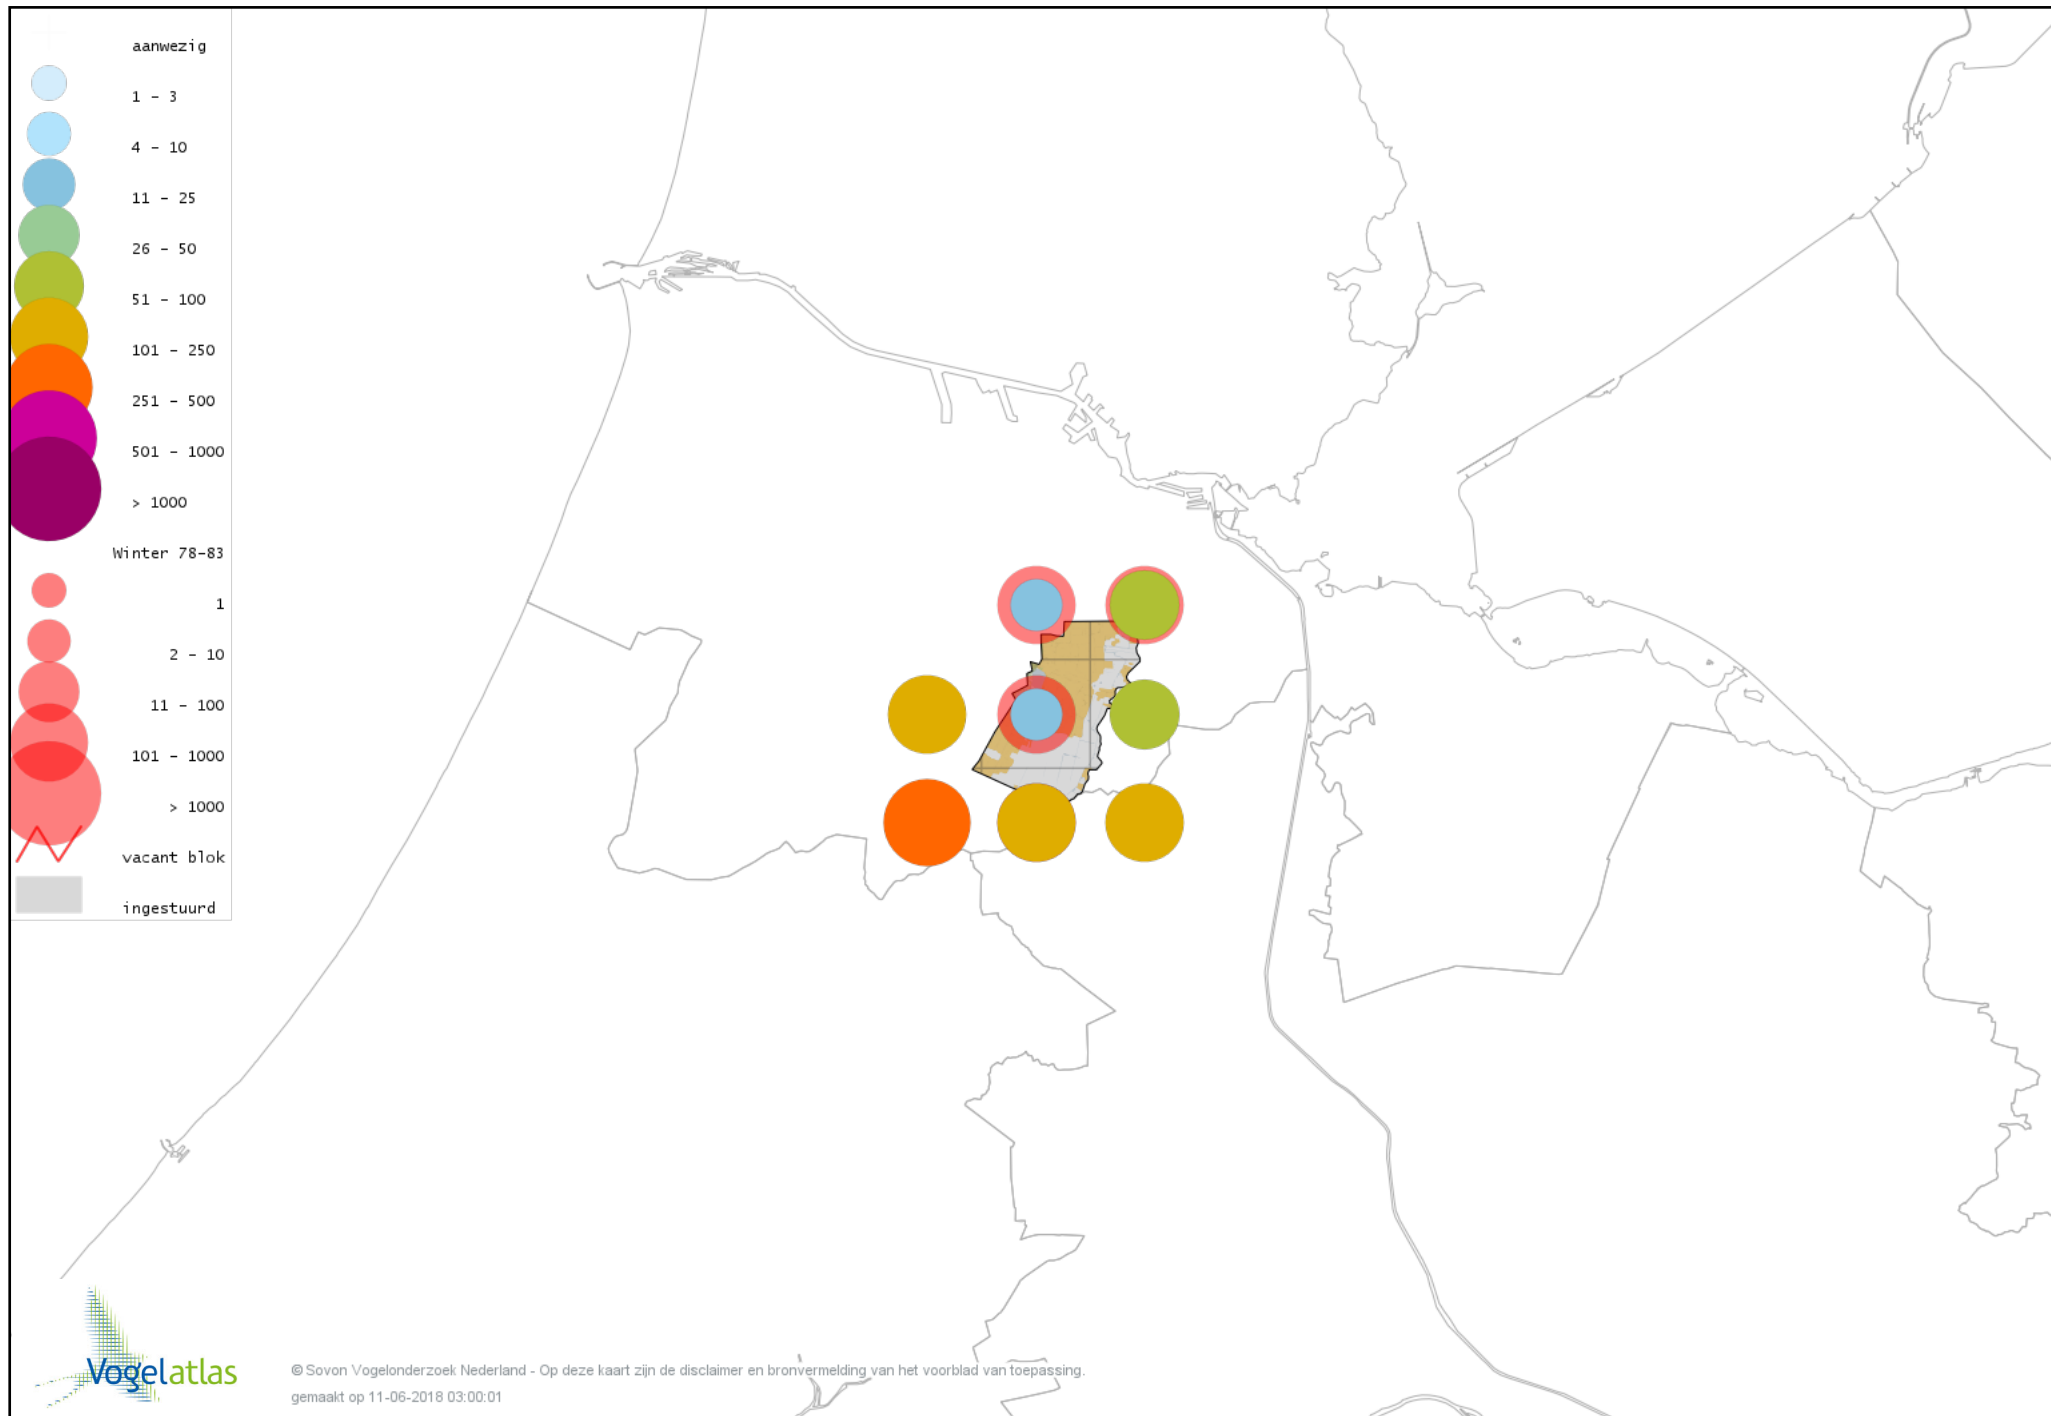 aanwezig
1 - 3
4 - 10
11 - 25
26 - 50
51 - 100
101 - 250
251 - 500
501 - 1000
> 1000
Winter 78-83
1
2 - 10
11 - 100
101 - 1000
> 1000
vacant blok
ingestuurd
Vogelatlas
© Sovon Vogelonderzoek Nederland - Op deze kaart zijn de disclaimer en bronvermelding van het voorblad van toepassing.
gemaakt op 11-06-2018 03:00:01